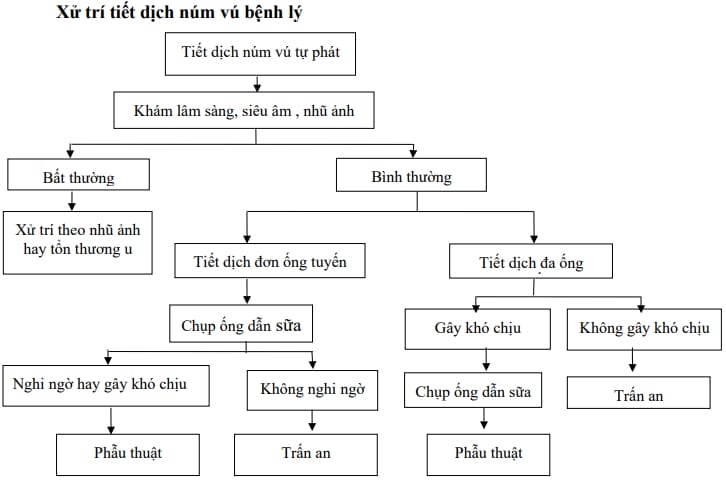 Xử trí tiết dịch núm vú bệnh lý
Tiết dịch núm vú tự phát
Khám lâm sàng, siêu âm , nhũ ảnh
Bất thường
Bình thường
Xử trí theo nhũ ảnh
hay tổn thương u
Tiết dịch đơn ống tuyến
Tiết dịch đa ống
Chụp ống dẫn sữa
Gây khó chịu
Không gây khó chịu
Nghi ngờ hay gây khó chịu
Không nghi ngờ
Chụp ống dẫn sữa
Trấn an
Phẫu thuật
Trấn an
Phẫu thuật